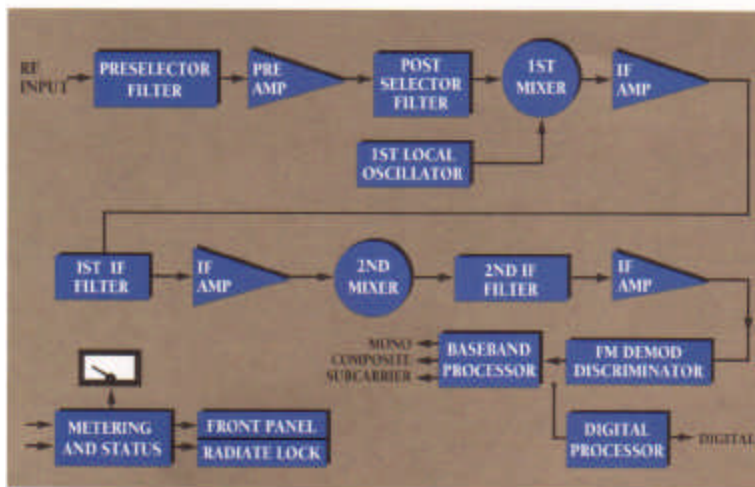 RF
INPUT
PRESELECTOR
FILTER
PRE
AMP
POST
SELECTOR
FILTER
1ST
MIXER
IF
AMP
1ST LOCAL
OSCILLATOR
1ST IF
FILTER
IF
AMP
2ND
MIXER
2ND IF
FILTER
IF
AMP
MONO
COMPOSITE
SUBCARRIER
BASEBAND
PROCESSOR
FM DEMOD
DISCRIMINATOR
METERING
AND STATUS
FRONT PANEL
RADIATE LOCK
DIGITAL
PROCESSOR
DIGITAL